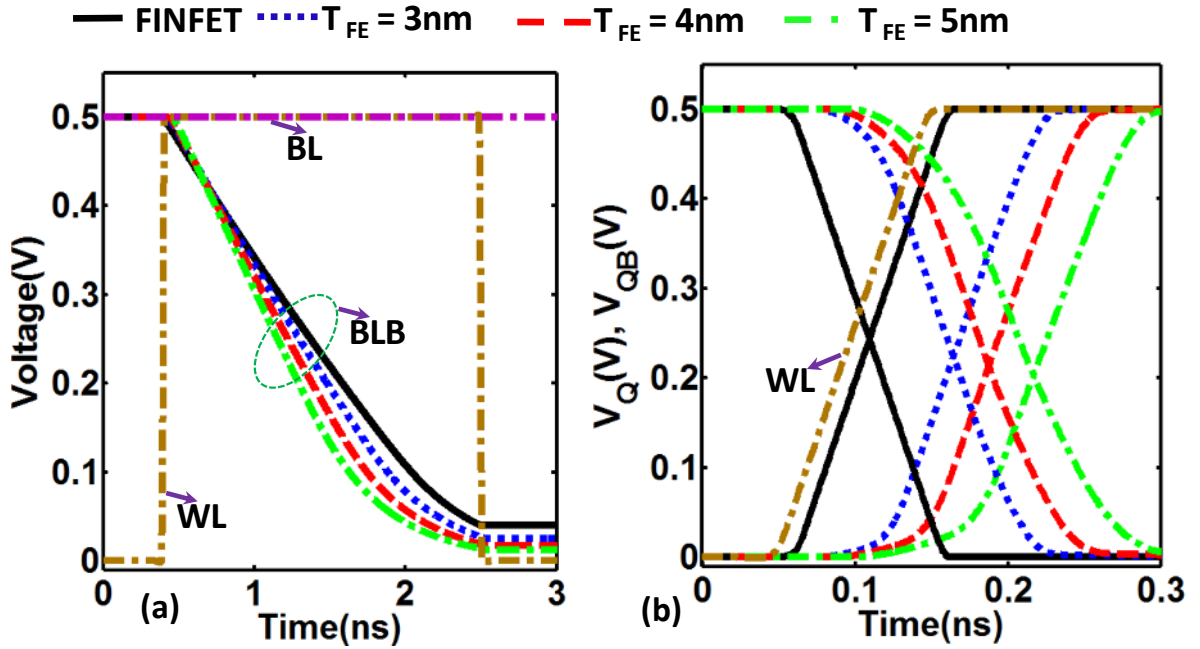 FINFET T FE = 3nm T FE = 4nm T FE = 5nm
Voltage(V)
0.5
0.4
0.3
0.2
0.1
0
BL
BLB
WL
0 1 2 3
(a)
Time(ns)
V_Q(V), V_QB(V)
0.5
0.4
0.3
0.2
0.1
0
WL
0 0.1 0.2 0.3
(b)
Time(ns)